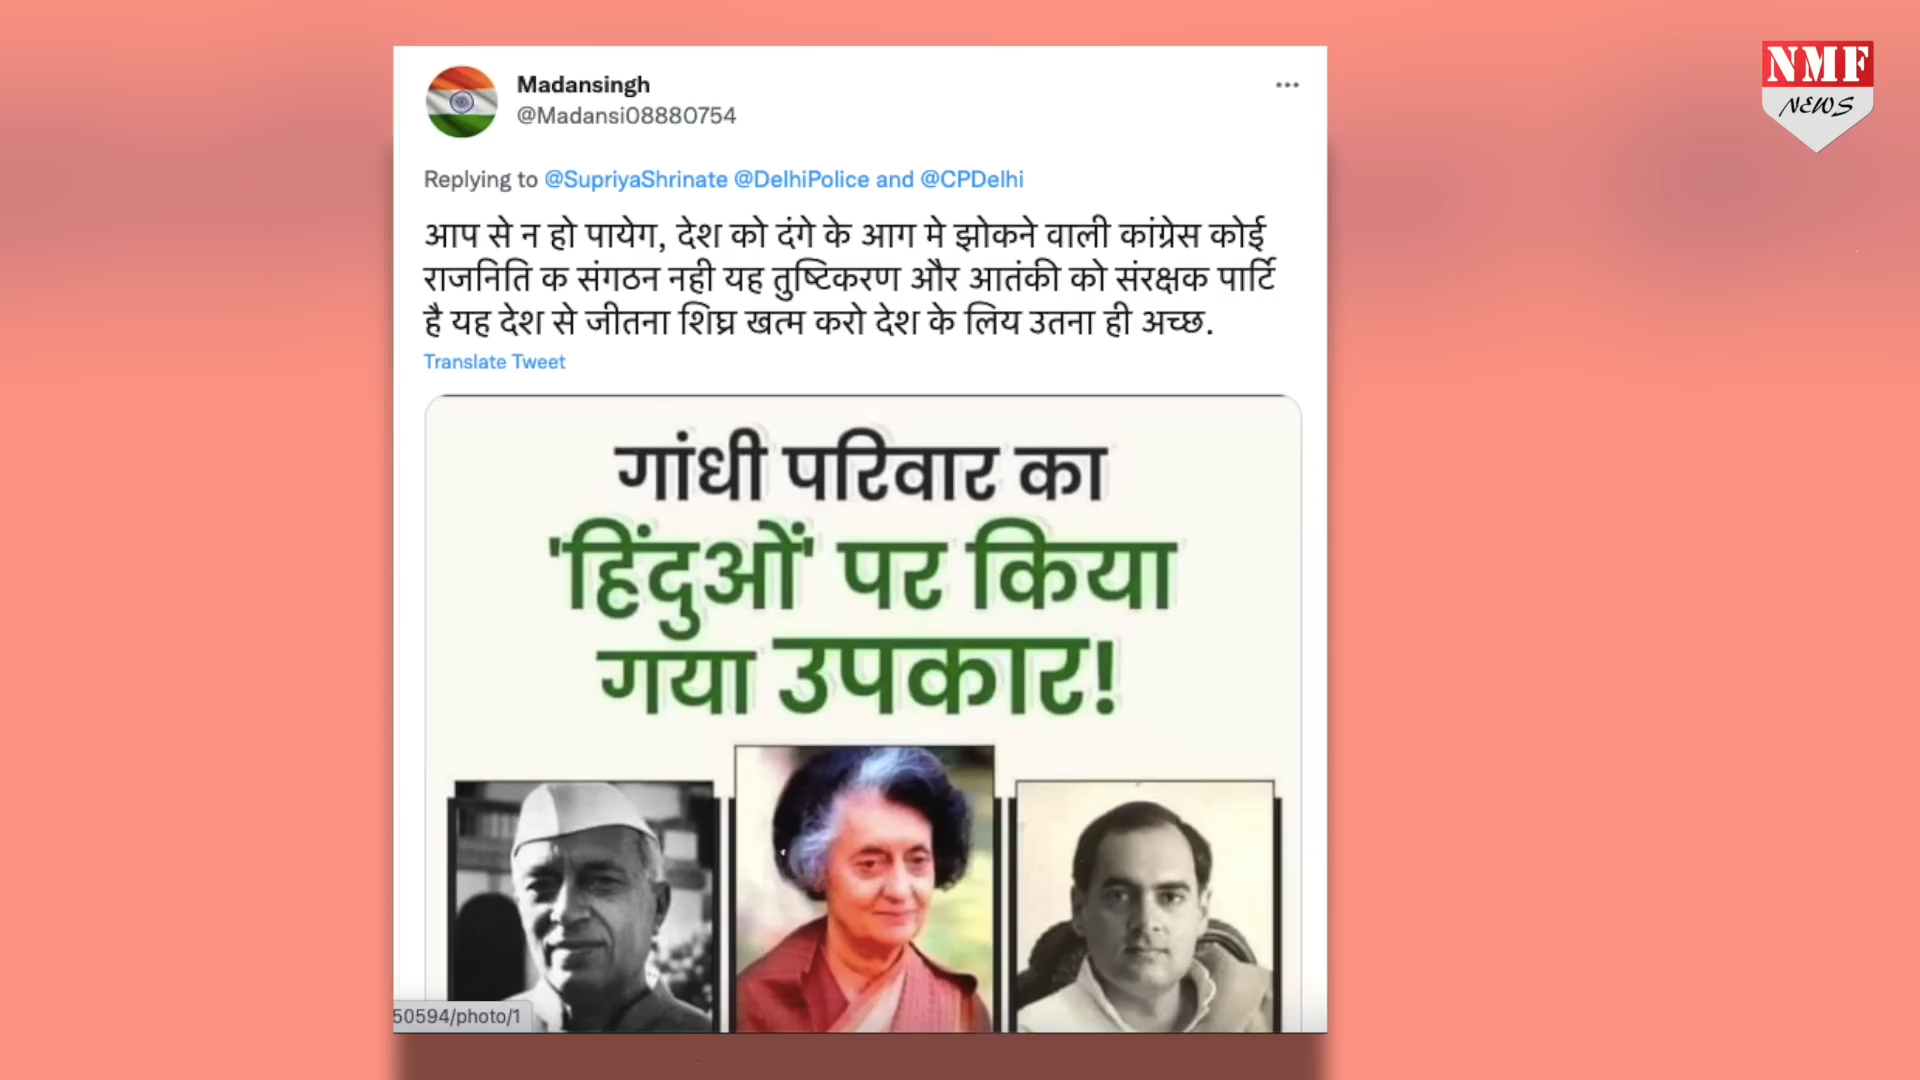 Madansingh
@Madansi08880754
NMF
NEWS
Replying to @SupriyaShrinate @DelhiPolice and @CPDelhi
आप से न हो पायेग, देश को दंगे के आग मे झोकने वाली कांग्रेस कोई
राजनिति क संगठन नही यह तुष्टिकरण और आतंकी को संरक्षक पार्टि
है यह देश से जीतना शिघ्र खत्म करो देश के लिय उतना ही अच्छ.
Translate Tweet
गांधी परिवार का
'हिंदुओं' पर किया
गया उपकार!
50594/photo/1